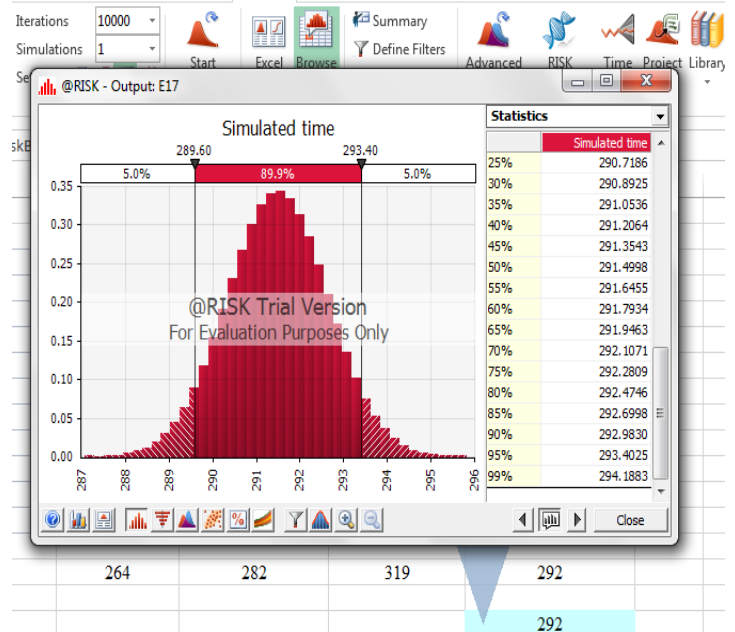 Iterations 10000 Summary
Simulations 1 Define Filters
Start Excel Browse Advanced RISK Time Project Library
Se
@RISK - Output: E17
skB
Simulated time
289.60 293.40
5.0% 89.9% 5.0%
0.35
0.30
0.25
0.20
0.15
0.10
0.05
0.00
287 288 289 290 291 292 293 294 295 296
@RISK Trial Version
For Evaluation Purposes Only
Statistics
Simulated time
25% 290.7186
30% 290.8925
35% 291.0536
40% 291.2064
45% 291.3543
50% 291.4998
55% 291.6455
60% 291.7934
65% 291.9463
70% 292.1071
75% 292.2809
80% 292.4746
85% 292.6998
90% 292.9830
95% 293.4025
99% 294.1883
Close
264 282 319 292
292